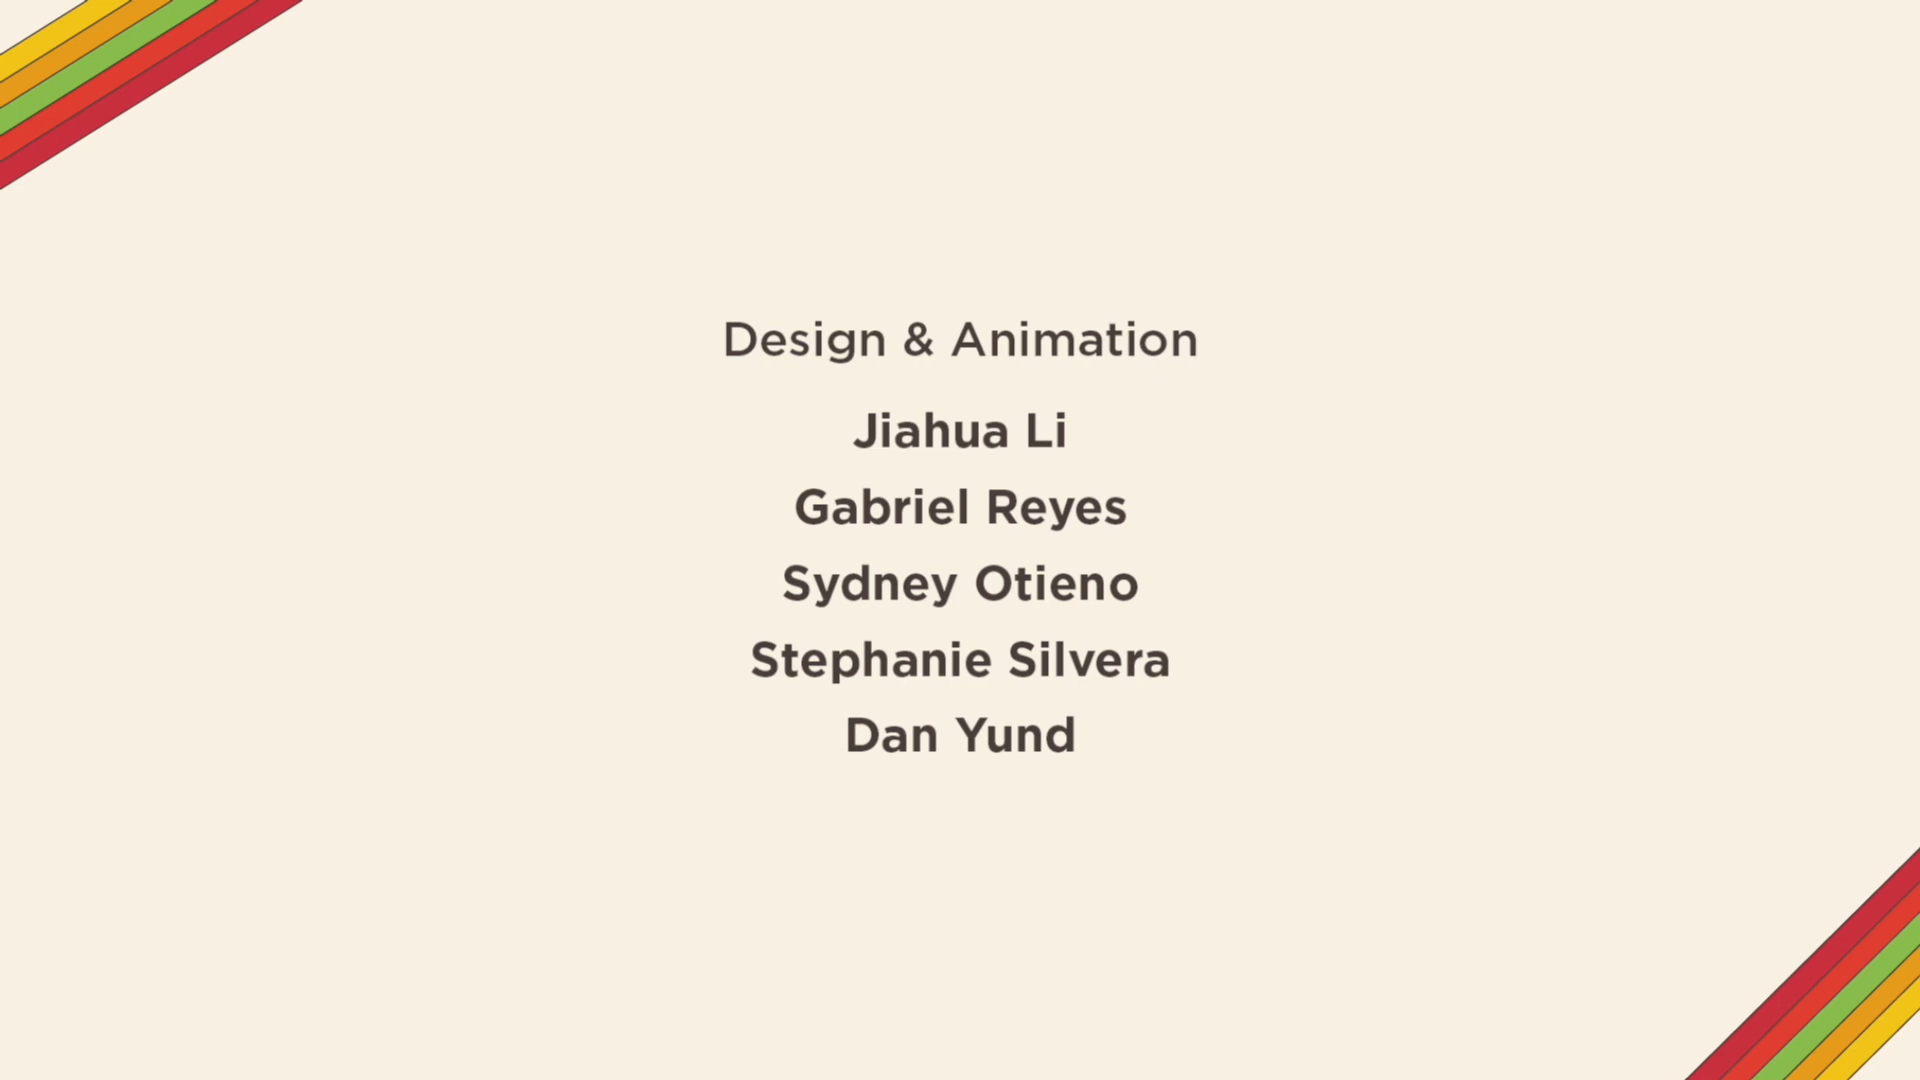 Design & Animation
Jiahua Li
Gabriel Reyes
Sydney Otieno
Stephanie Silvera
Dan Yund